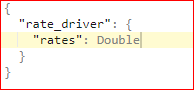 {
"rate_driver": {
"rates": Double
}
}